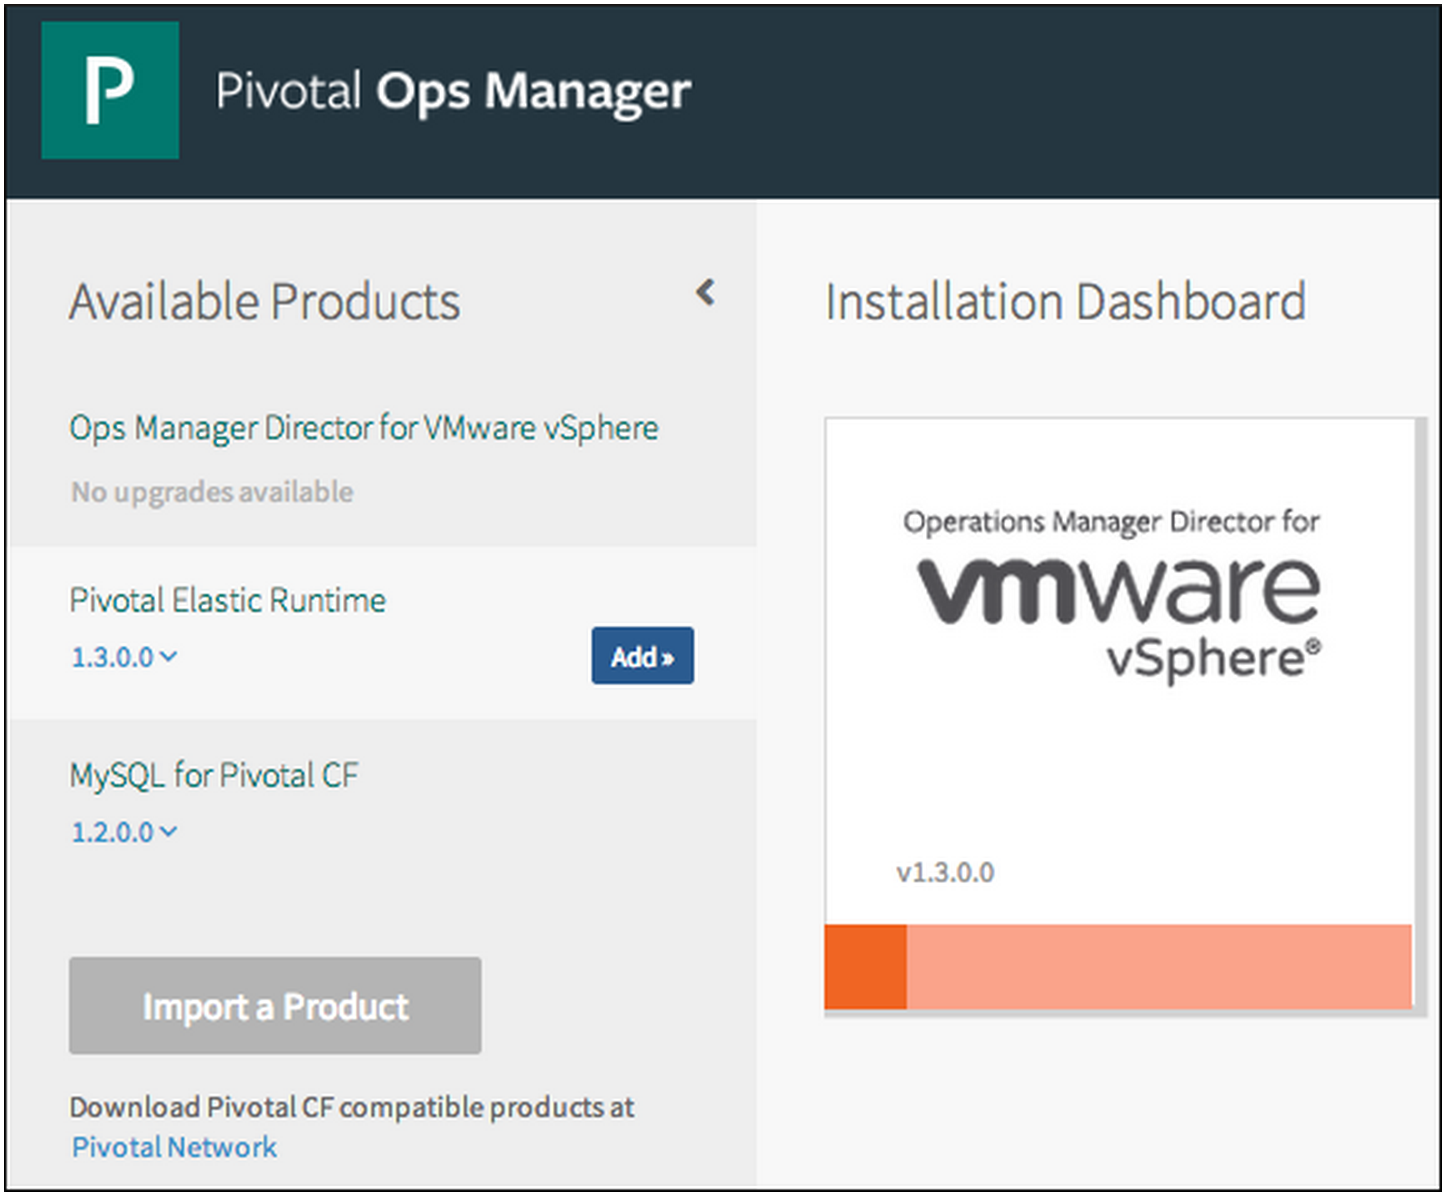 P
Pivotal Ops Manager
Available Products
Ops Manager Director for VMware vSphere
No upgrades available
Pivotal Elastic Runtime
1.3.0.0
Add »
MySQL for Pivotal CF
1.2.0.0
Import a Product
Download Pivotal CF compatible products at
Pivotal Network
Installation Dashboard
Operations Manager Director for
vmware
vSphere®
v1.3.0.0